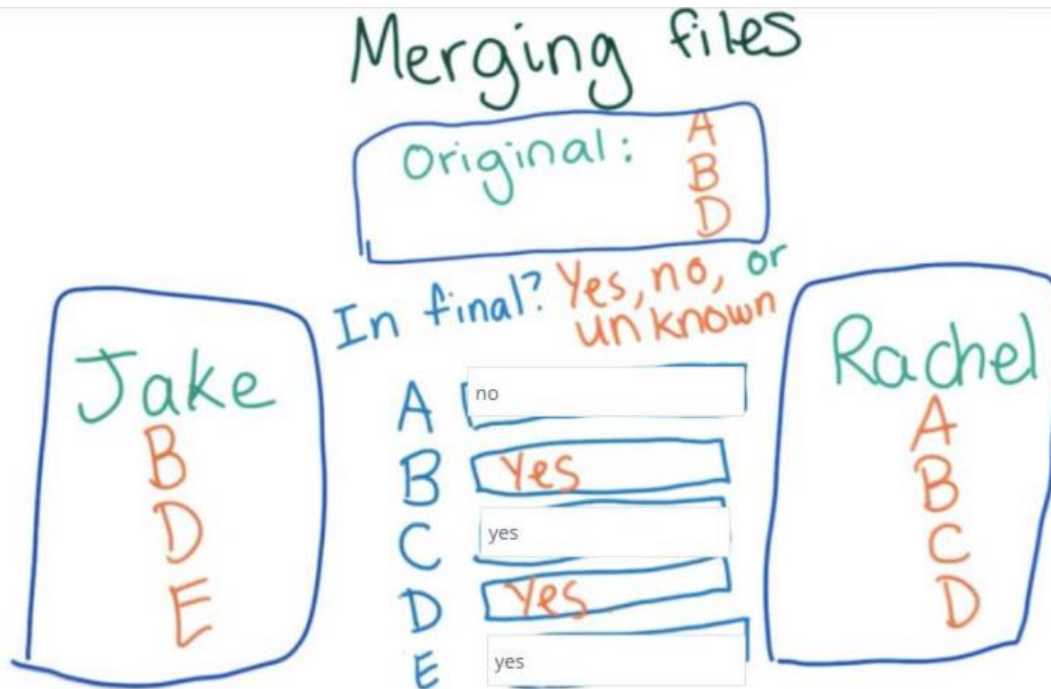 Merging files
Original: A
B
D
In final? Yes, no, or
unknown
Jake
B
D
E
A no
B Yes
C yes
D Yes
E yes
Rachel
A
B
C
D